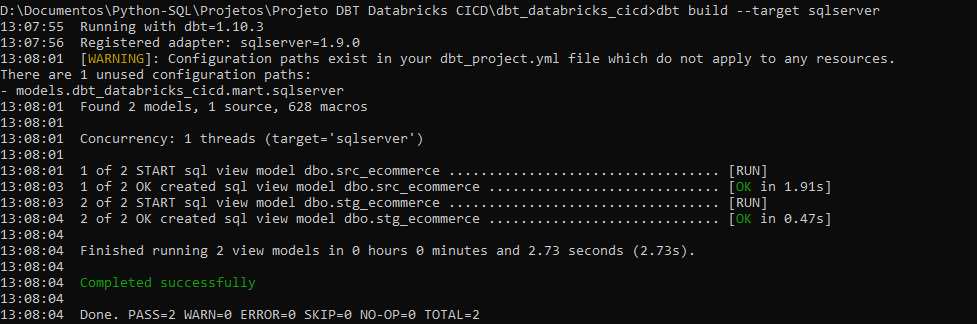 D:\Documentos\Python-SQL\Projetos\Projeto DBT Databricks CICD\dbt_databricks_cicd>dbt build --target sqlserver
13:07:55  Running with dbt=1.10.3
13:07:56  Registered adapter: sqlserver=1.9.0
13:08:01  [WARNING]: Configuration paths exist in your dbt_project.yml file which do not apply to any resources.
There are 1 unused configuration paths:
- models.dbt_databricks_cicd.mart.sqlserver
13:08:01  Found 2 models, 1 source, 628 macros
13:08:01
13:08:01  Concurrency: 1 threads (target='sqlserver')
13:08:01
13:08:01  1 of 2 START sql view model dbo.src_ecommerce .................................. [RUN]
13:08:03  1 of 2 OK created sql view model dbo.src_ecommerce ............................. [OK in 1.91s]
13:08:03  2 of 2 START sql view model dbo.stg_ecommerce .................................. [RUN]
13:08:04  2 of 2 OK created sql view model dbo.stg_ecommerce ............................. [OK in 0.47s]
13:08:04
13:08:04  Finished running 2 view models in 0 hours 0 minutes and 2.73 seconds (2.73s).
13:08:04
13:08:04  Completed successfully
13:08:04
13:08:04  Done. PASS=2 WARN=0 ERROR=0 SKIP=0 NO-OP=0 TOTAL=2